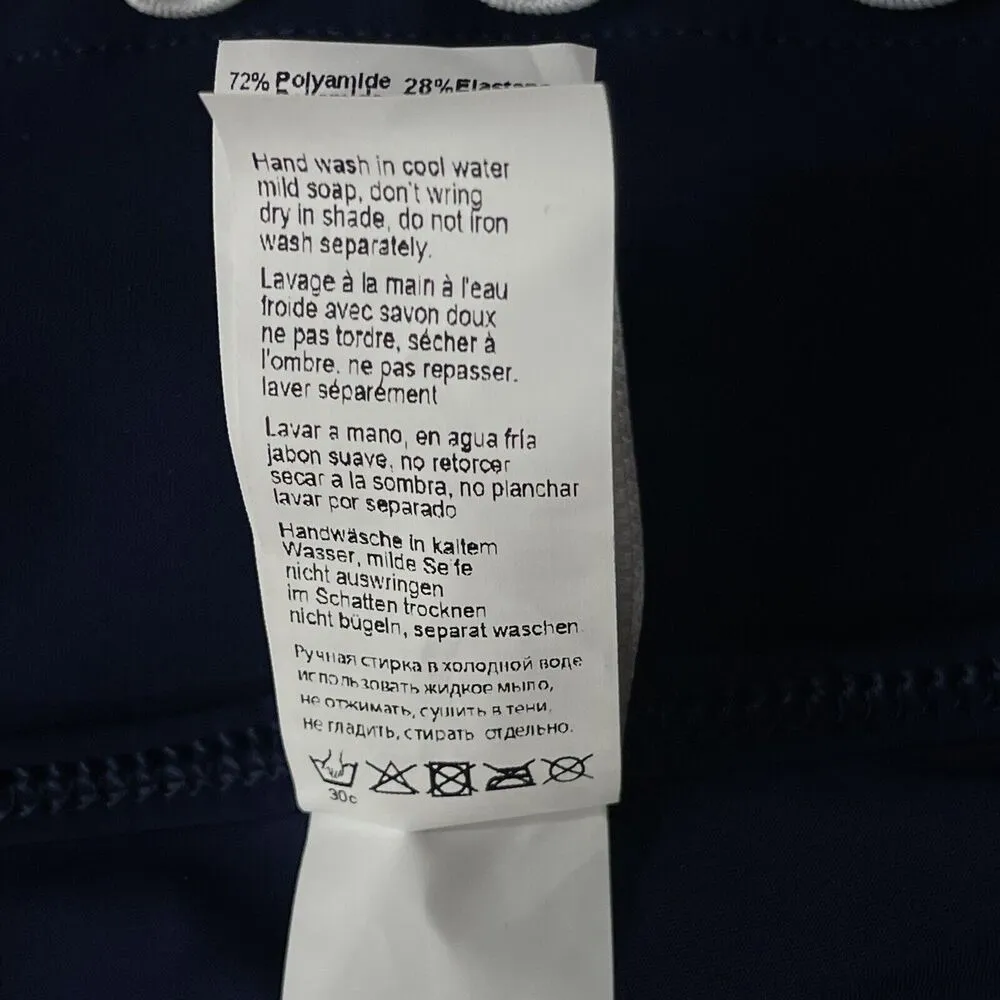 72% Polyamide 28% Elastane
Hand wash in cool water
mild soap, don't wring
dry in shade, do not iron
wash separately.
Lavage à la main à l'eau
froide avec savon doux
ne pas tordre, sécher à
l'ombre. ne pas repasser.
laver séparément
Lavar a mano, en agua fría
jabon suave, no retorcer
secar a la sombra, no planchar
lavar por separado
Handwäsche in kaltem
Wasser, milde Seife
nicht auswringen
im Schatten trocknen
nicht bügeln, separat waschen
Ручная стирка в холодной воде
использовать жидкое мыло,
не отжимать, сушить в тени,
не гладить, стирать отдельно.
30c